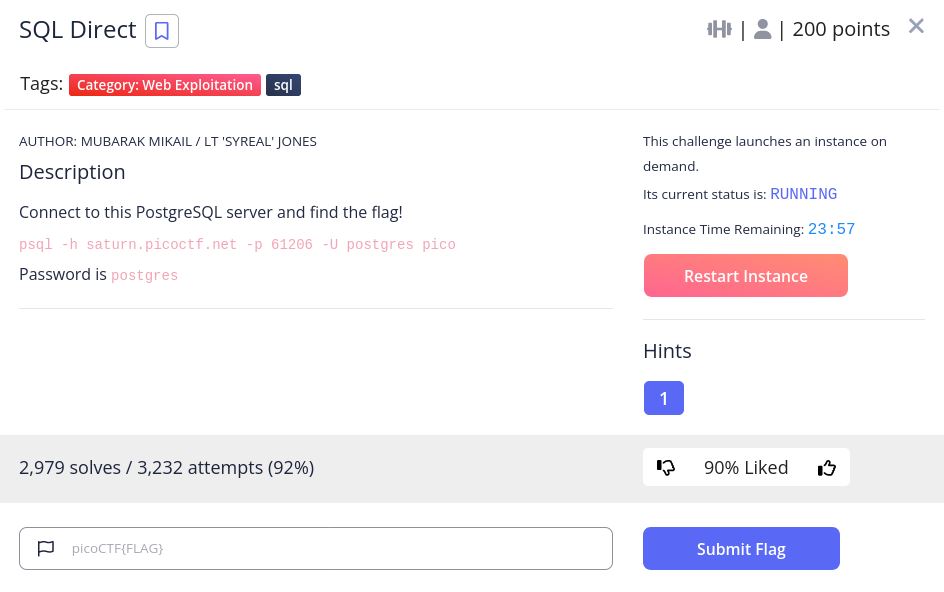 SQL Direct
| | 200 points
Tags: Category: Web Exploitation sql
AUTHOR: MUBARAK MIKAIL / LT 'SYREAL' JONES
Description
Connect to this PostgreSQL server and find the flag!
psql -h saturn.picoctf.net -p 61206 -U postgres pico
Password is postgres
This challenge launches an instance on
demand.
Its current status is: RUNNING
Instance Time Remaining: 23:57
Restart Instance
Hints
1
2,979 solves / 3,232 attempts (92%)
90% Liked
picoCTF{FLAG}
Submit Flag